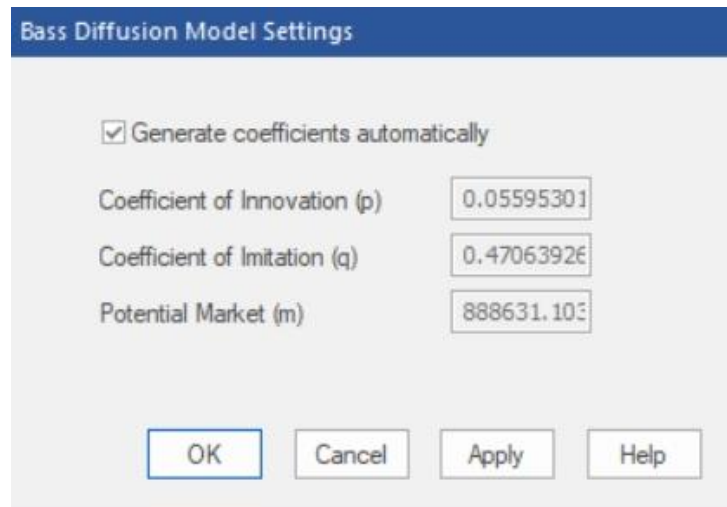 Bass Diffusion Model Settings
Generate coefficients automatically
Coefficient of Innovation (p) 0.05595301
Coefficient of Imitation (q) 0.47063926
Potential Market (m) 888631.103
OK Cancel Apply Help